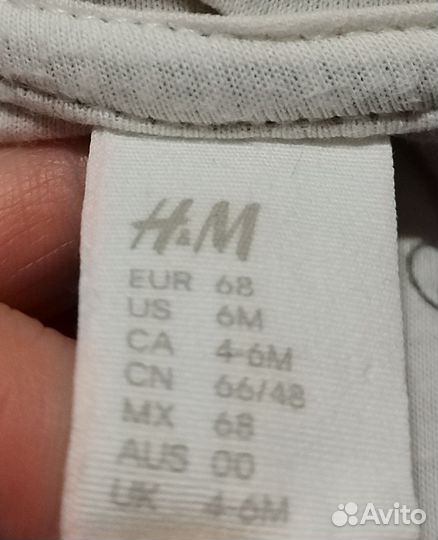 H&M
EUR 68
US 6M
CA 4-6M
CN 66/48
MX 68
AUS 00
UK 4-6M
Avito